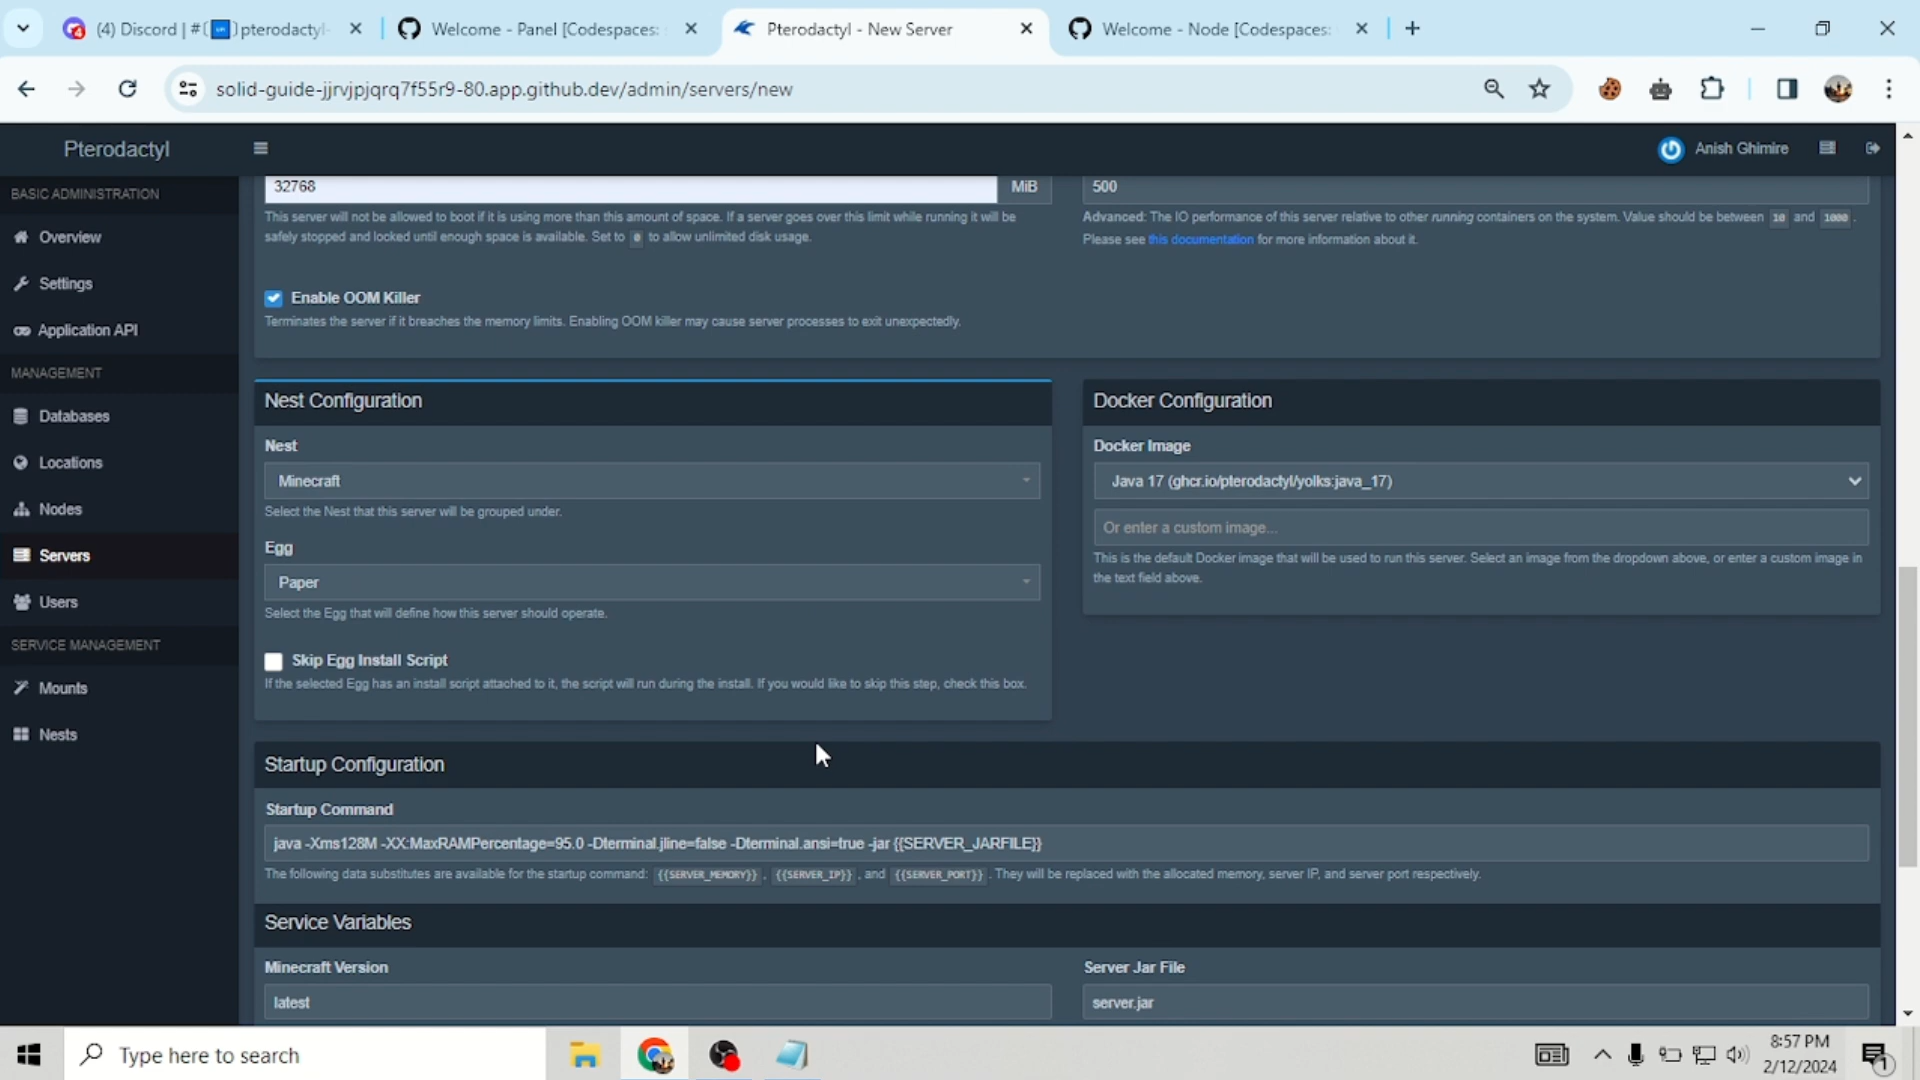 (4) Discord | #( )pterodactyl-
Welcome - Panel [Codespaces: s
Pterodactyl - New Server
Welcome - Node [Codespaces:
solid-guide-jjrvjpjqrq7f55r9-80.app.github.dev/admin/servers/new
Pterodactyl
Anish Ghimire
BASIC ADMINISTRATION
Overview
Settings
Application API
MANAGEMENT
Databases
Locations
Nodes
Servers
Users
SERVICE MANAGEMENT
Mounts
Nests
32768 MiB
This server will not be allowed to boot if it is using more than this amount of space. If a server goes over this limit while running it will be
safely stopped and locked until enough space is available. Set to 0 to allow unlimited disk usage.
500
Advanced: The IO performance of this server relative to other running containers on the system. Value should be between 10 and 1000 .
Please see this documentation for more information about it.
Enable OOM Killer
Terminates the server if it breaches the memory limits. Enabling OOM killer may cause server processes to exit unexpectedly.
Nest Configuration
Nest
Minecraft
Select the Nest that this server will be grouped under.
Egg
Paper
Select the Egg that will define how this server should operate.
Skip Egg Install Script
If the selected Egg has an install script attached to it, the script will run during the install. If you would like to skip this step, check this box.
Docker Configuration
Docker Image
Java 17 (ghcr.io/pterodactyl/yolks:java_17)
Or enter a custom image...
This is the default Docker image that will be used to run this server. Select an image from the dropdown above, or enter a custom image in
the text field above.
Startup Configuration
Startup Command
java -Xms128M -XX:MaxRAMPercentage=95.0 -Dterminal.jline=false -Dterminal.ansi=true -jar {{SERVER_JARFILE}}
The following data substitutes are available for the startup command: {{SERVER_MEMORY}} , {{SERVER_IP}} , and {{SERVER_PORT}} . They will be replaced with the allocated memory, server IP, and server port respectively.
Service Variables
Minecraft Version
latest
Server Jar File
server.jar
Type here to search
8:57 PM
2/12/2024
1